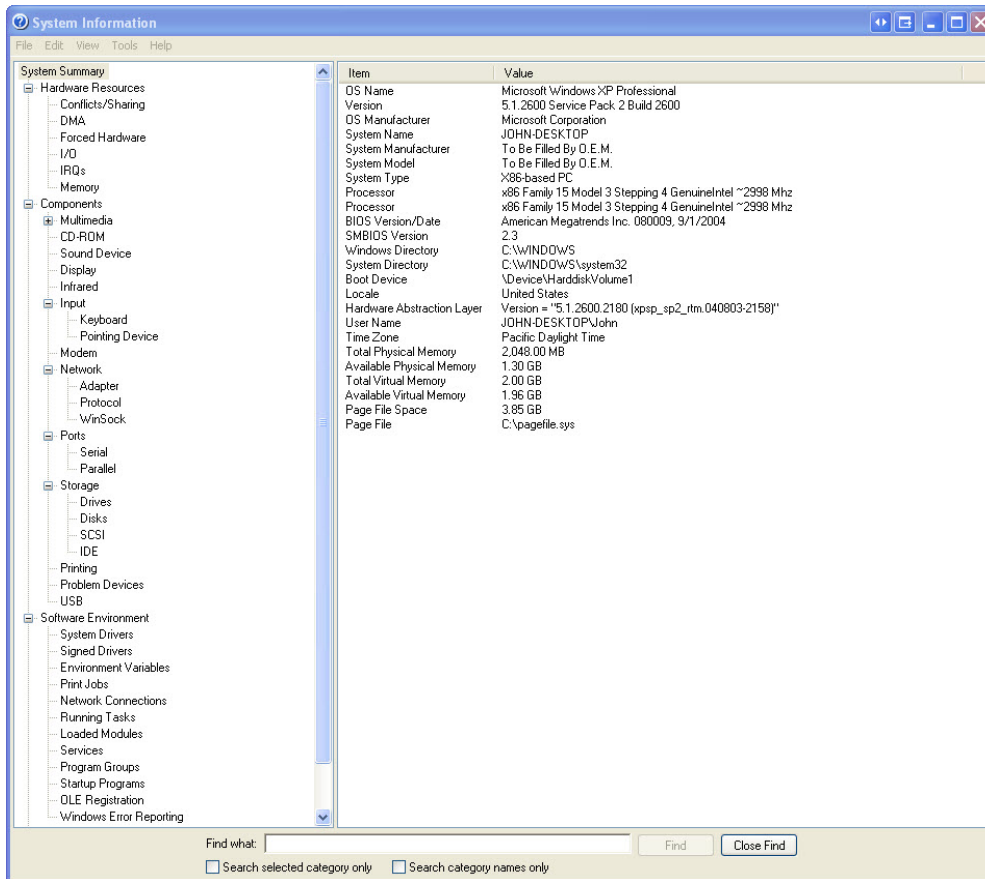 System Information
File Edit View Tools Help
System Summary
Hardware Resources
Conflicts/Sharing
DMA
Forced Hardware
I/O
IRQs
Memory
Components
Multimedia
CD-ROM
Sound Device
Display
Infrared
Input
Keyboard
Pointing Device
Modem
Network
Adapter
Protocol
WinSock
Ports
Serial
Parallel
Storage
Drives
Disks
SCSI
IDE
Printing
Problem Devices
USB
Software Environment
System Drivers
Signed Drivers
Environment Variables
Print Jobs
Network Connections
Running Tasks
Loaded Modules
Services
Program Groups
Startup Programs
OLE Registration
Windows Error Reporting
Item Value
OS Name Microsoft Windows XP Professional
Version 5.1.2600 Service Pack 2 Build 2600
OS Manufacturer Microsoft Corporation
System Name JOHN-DESKTOP
System Manufacturer To Be Filled By O.E.M.
System Model To Be Filled By O.E.M.
System Type X86-based PC
Processor x86 Family 15 Model 3 Stepping 4 GenuineIntel ~2998 Mhz
Processor x86 Family 15 Model 3 Stepping 4 GenuineIntel ~2998 Mhz
BIOS Version/Date American Megatrends Inc. 080009, 9/1/2004
SMBIOS Version 2.3
Windows Directory C:\WINDOWS
System Directory C:\WINDOWS\system32
Boot Device \Device\HarddiskVolume1
Locale United States
Hardware Abstraction Layer Version = "5.1.2600.2180 (xpsp_sp2_rtm.040803-2158)"
User Name JOHN-DESKTOP\John
Time Zone Pacific Daylight Time
Total Physical Memory 2,048.00 MB
Available Physical Memory 1.30 GB
Total Virtual Memory 2.00 GB
Available Virtual Memory 1.96 GB
Page File Space 3.85 GB
Page File C:\pagefile.sys
Find what: Find Close Find
Search selected category only Search category names only